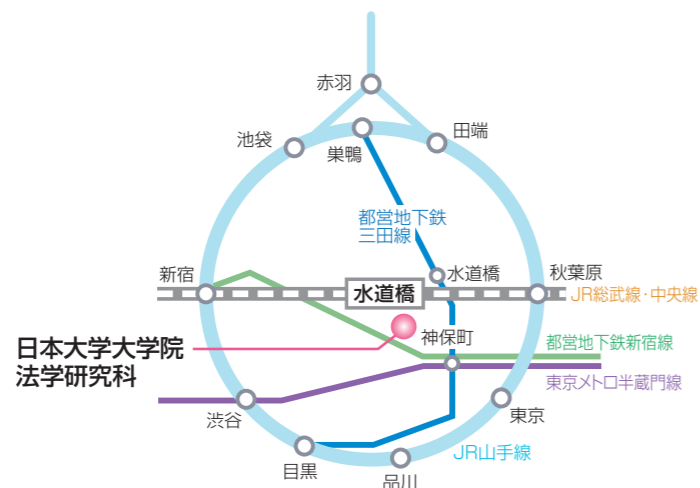 赤羽
池袋
巣鴨
田端
都営地下鉄
三田線
新宿
水道橋
水道橋
秋葉原
JR総武線・中央線
日本大学大学院
法学研究科
神保町
都営地下鉄新宿線
東京メトロ半蔵門線
渋谷
東京
目黒
品川
JR山手線